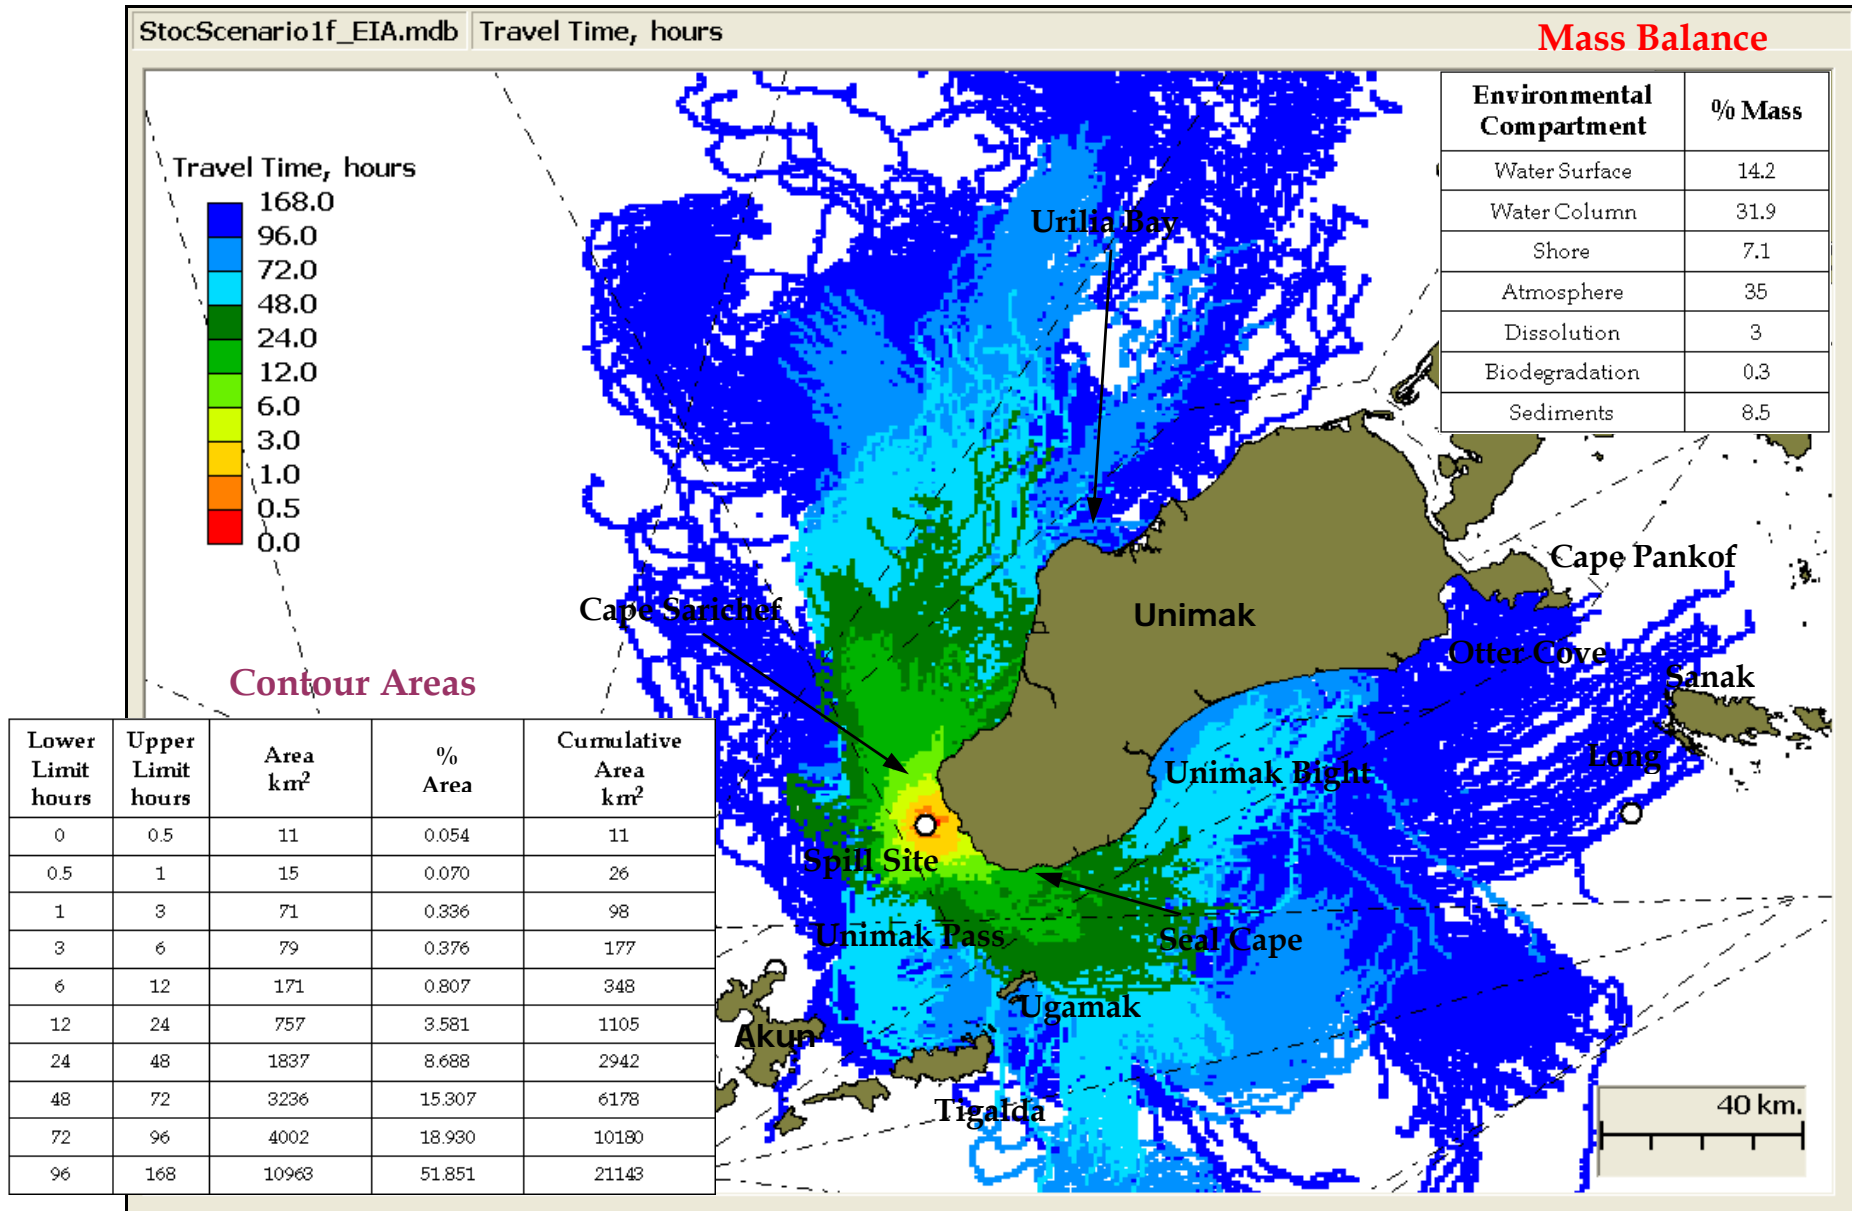 StocScenario1f_EIA.mdb Travel Time, hours
Mass Balance
Environmental Compartment % Mass
Water Surface 14.2
Water Column 31.9
Shore 7.1
Atmosphere 35
Dissolution 3
Biodegradation 0.3
Sediments 8.5
Travel Time, hours
168.0
96.0
72.0
48.0
24.0
12.0
6.0
3.0
1.0
0.5
0.0
Urilia Bay
Cape Pankof
Cape Sarichef
Unimak
Otter Cove
Sanak
Long
Unimak Bight
Spill Site
Unimak Pass
Seal Cape
Ugamak
Akun
Tigalda
40 km.
Contour Areas
Lower Limit hours Upper Limit hours Area km² % Area Cumulative Area km²
0 0.5 11 0.054 11
0.5 1 15 0.070 26
1 3 71 0.336 98
3 6 79 0.376 177
6 12 171 0.807 348
12 24 757 3.581 1105
24 48 1837 8.688 2942
48 72 3236 15.307 6178
72 96 4002 18.930 10180
96 168 10963 51.851 21143